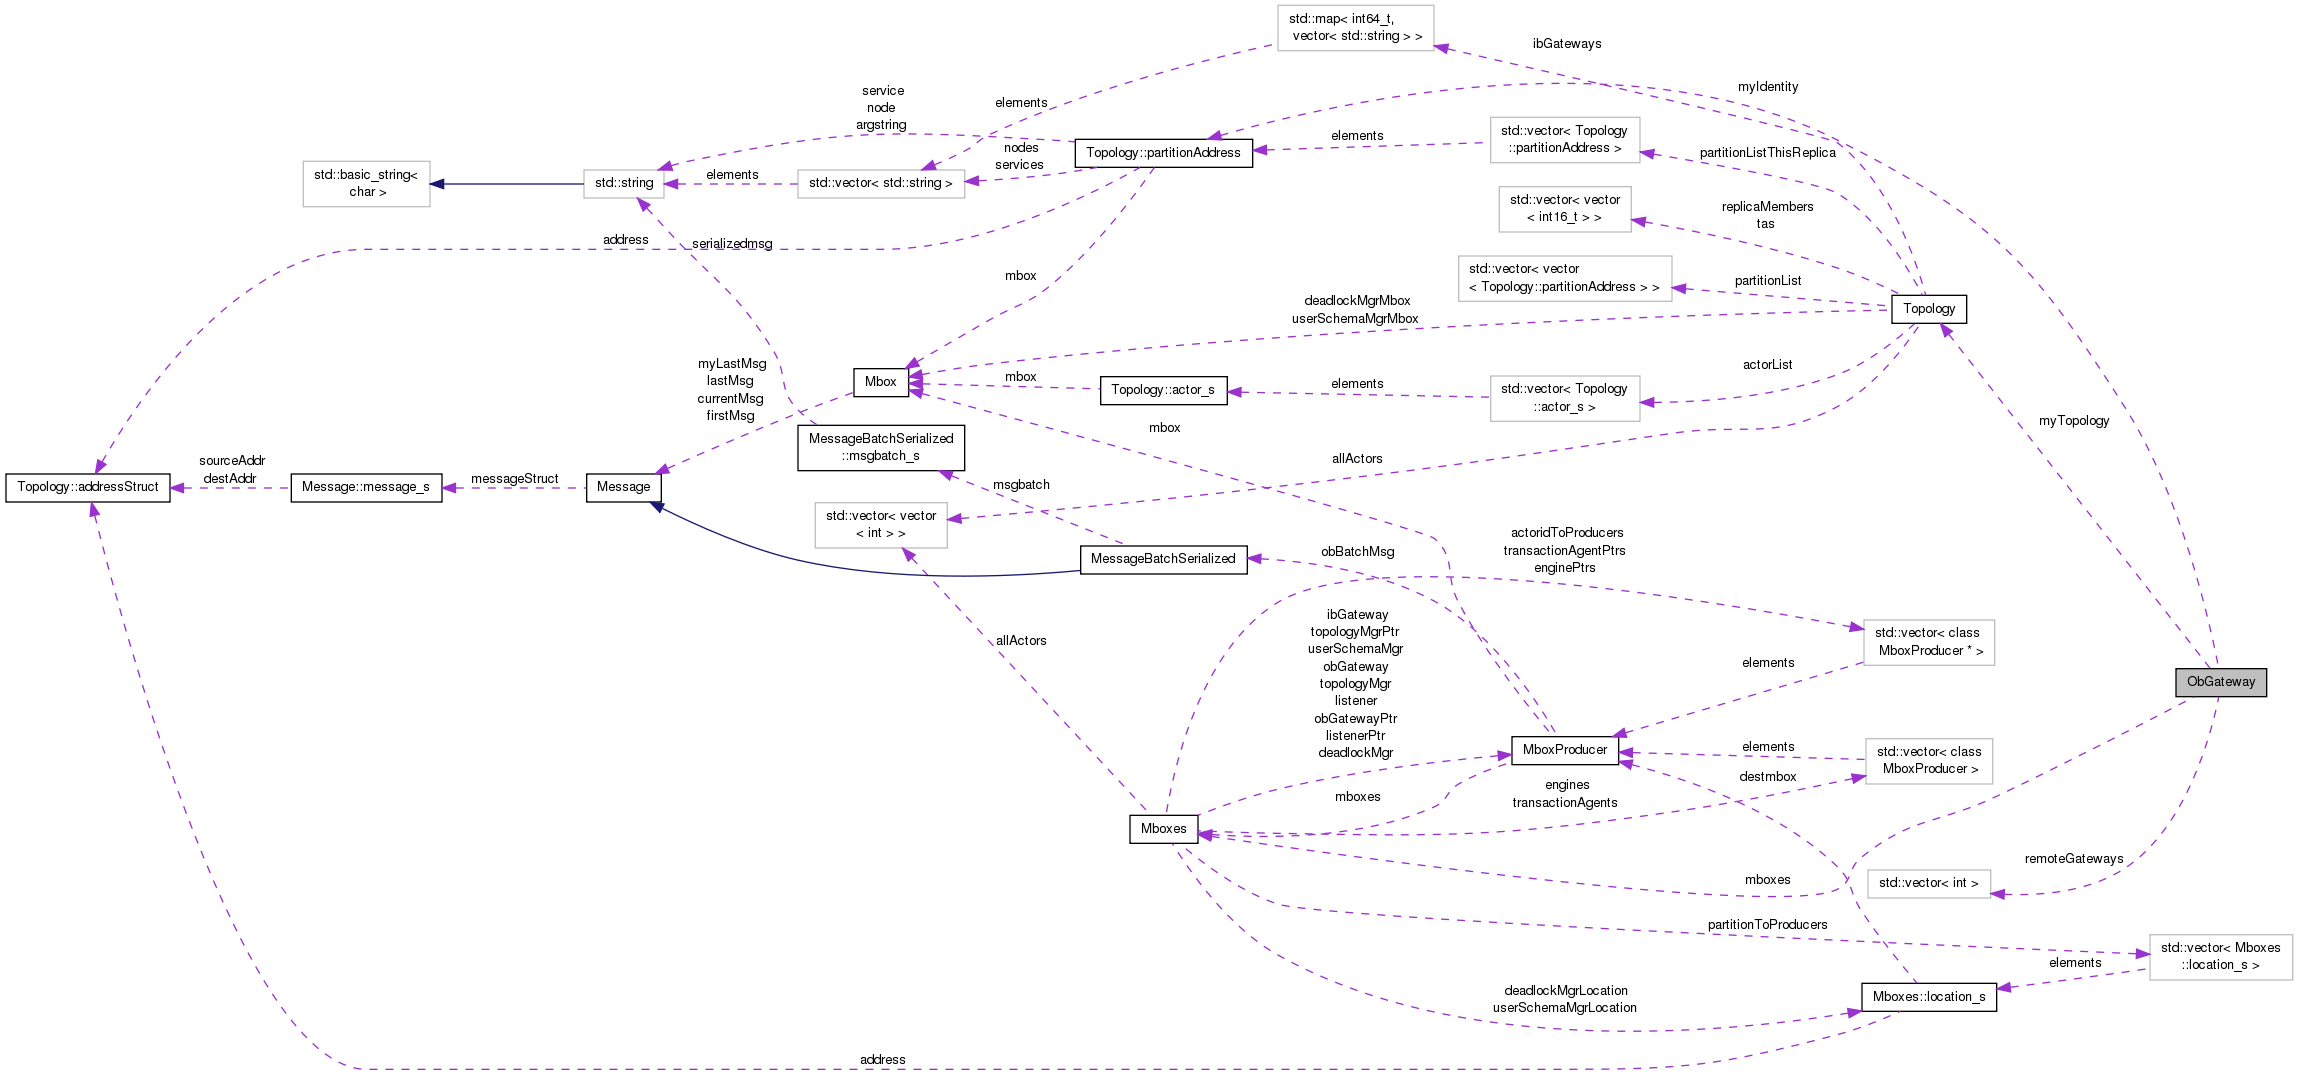 std::map< int64_t,
vector< std::string > >
ibGateways
myIdentity
service
node
argstring
elements
nodes
services
Topology::partitionAddress
elements
std::vector< Topology
::partitionAddress >
partitionListThisReplica
std::basic_string<
char >
std::string
elements
std::vector< std::string >
std::vector< vector
< int16_t > >
replicaMembers
tas
address
serializedmsg
mbox
std::vector< vector
< Topology::partitionAddress > >
partitionList
Topology
deadlockMgrMbox
userSchemaMgrMbox
myLastMsg
lastMsg
currentMsg
firstMsg
Mbox
mbox
Topology::actor_s
elements
std::vector< Topology
::actor_s >
actorList
myTopology
mbox
MessageBatchSerialized
::msgbatch_s
allActors
Topology::addressStruct
sourceAddr
destAddr
Message::message_s
messageStruct
Message
msgbatch
std::vector< vector
< int > >
MessageBatchSerialized
obBatchMsg
actoridToProducers
transactionAgentPtrs
enginePtrs
allActors
ibGateway
topologyMgrPtr
userSchemaMgr
obGateway
topologyMgr
listener
obGatewayPtr
listenerPtr
deadlockMgr
std::vector< class
MboxProducer * >
elements
ObGateway
MboxProducer
elements
std::vector< class
MboxProducer >
destmbox
engines
transactionAgents
mboxes
Mboxes
mboxes
remoteGateways
std::vector< int >
partitionToProducers
std::vector< Mboxes
::location_s >
elements
deadlockMgrLocation
userSchemaMgrLocation
Mboxes::location_s
address